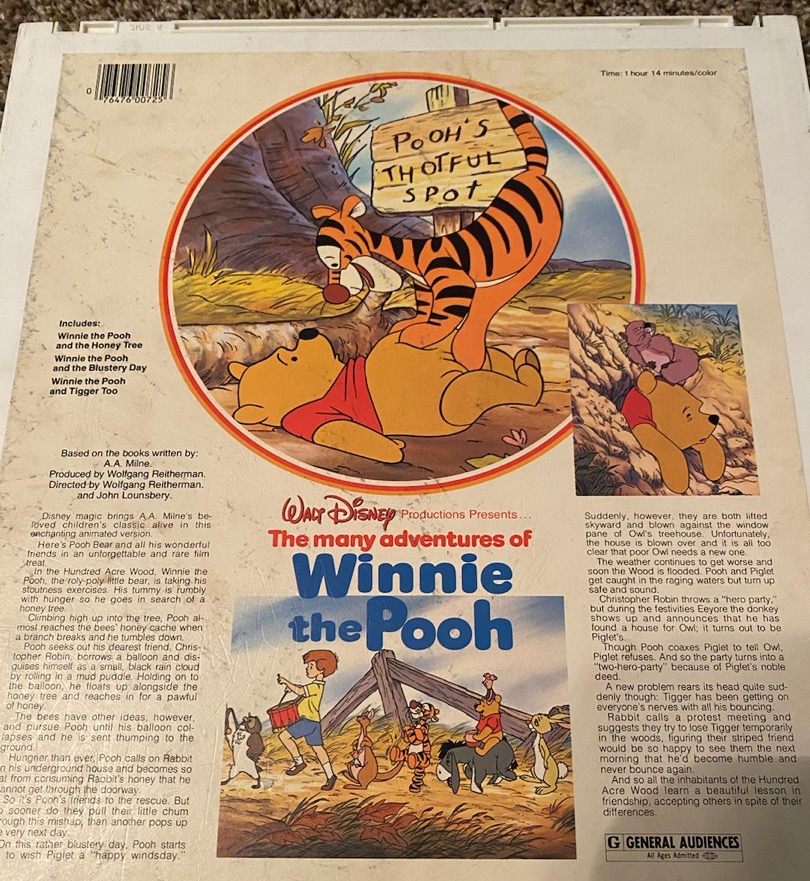 0 76476 00725
Time: 1 hour 14 minutes/color
POOH'S
THOTFUL
SPOT
Includes:
Winnie the Pooh
and the Honey Tree
Winnie the Pooh
and the Blustery Day
Winnie the Pooh
and Tigger Too
Based on the books written by:
A.A. Milne.
Produced by Wolfgang Reitherman.
Directed by Wolfgang Reitherman.
and John Lounsbery.
Walt Disney Productions Presents...
The many adventures of
Winnie
the Pooh
Disney magic brings A.A. Milne's be-
loved children's classic alive in this
enchanting animated version.
Here's Pooh Bear and all his wonderful
friends in an unforgettable and rare film
treat.
In the Hundred Acre Wood, Winnie the
Pooh, the roly-poly little bear, is taking his
stoutness exercises. His tummy is rumbly
with hunger so he goes in search of a
honey tree.
Climbing high up into the tree, Pooh al-
most reaches the bees' honey cache when
a branch breaks and he tumbles down.
Pooh seeks out his dearest friend, Chris-
topher Robin, borrows a balloon and dis-
guises himself as a small, black rain cloud
by rolling in a mud puddle. Holding on to
the balloon, he floats up alongside the
honey tree and reaches in for a pawful
of honey.
The bees have other ideas, however,
and pursue Pooh until his balloon col-
lapses and he is sent thumping to the
ground.
Hungrier than ever, Pooh calls on Rabbit
n his underground house and becomes so
at from consuming Rabbit's honey that he
annot get through the doorway.
So it's Pooh's friends to the rescue. But
sooner do they pull their little chum
rough this mishap, than another pops up
very next day.
On this rather blustery day, Pooh starts
to wish Piglet a "happy windsday."
Suddenly, however, they are both lifted
skyward and blown against the window
pane of Owl's treehouse. Unfortunately,
the house is blown over and it is all too
clear that poor Owl needs a new one.
The weather continues to get worse and
soon the Wood is flooded. Pooh and Piglet
get caught in the raging waters but turn up
safe and sound.
Christopher Robin throws a "hero party,"
but during the festivities Eeyore the donkey
shows up and announces that he has
found a house for Owl; it turns out to be
Piglet's.
Though Pooh coaxes Piglet to tell Owl,
Piglet refuses. And so the party turns into a
"two-hero-party" because of Piglet's noble
deed.
A new problem rears its head quite sud-
denly though: Tigger has been getting on
everyone's nerves with all his bouncing.
Rabbit calls a protest meeting and
suggests they try to lose Tigger temporarily
in the woods, figuring their striped friend
would be so happy to see them the next
morning that he'd become humble and
never bounce again.
And so all the inhabitants of the Hundred
Acre Wood learn a beautiful lesson in
friendship, accepting others in spite of their
differences.
G GENERAL AUDIENCES
All Ages Admitted